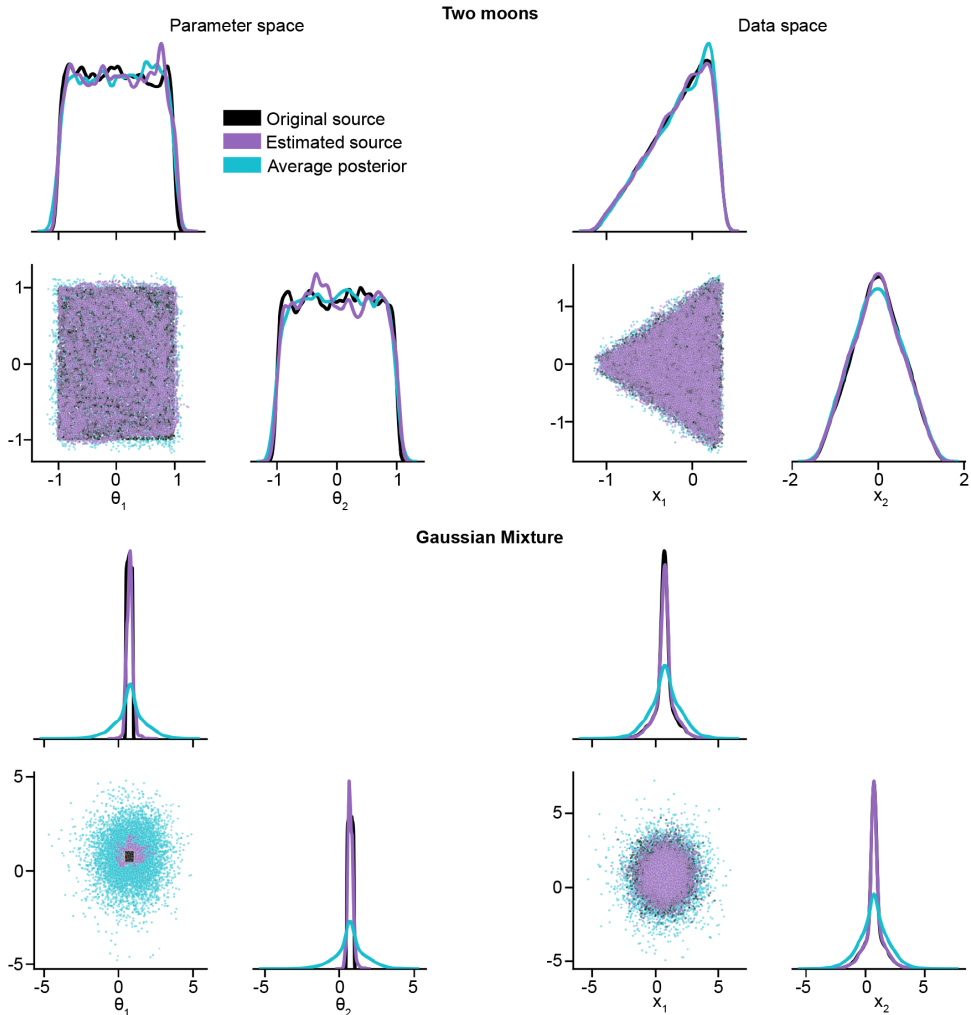 Two moons
Parameter space
Data space
Original source
Estimated source
Average posterior
1
0
-1
-1 0 1
θ1
-1 0 1
θ2
1
0
-1
-1 0
x1
-2 0 2
x2
Gaussian Mixture
5
0
-5
-5 0 5
θ1
-5 0 5
θ2
5
0
-5
-5 0 5
x1
-5 0 5
x2